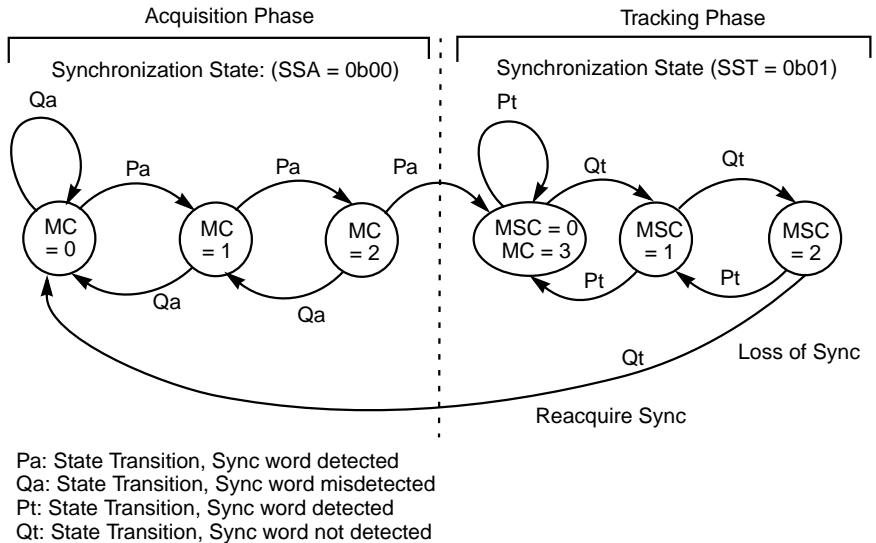 Acquisition Phase
Tracking Phase
Synchronization State: (SSA = 0b00)
Synchronization State (SST = 0b01)
Qa
Pt
Pa
Pa
Pa
Qt
Qt
MC
= 0
MC
= 1
MC
= 2
MSC = 0
MC = 3
MSC
= 1
MSC
= 2
Qa
Qa
Pt
Pt
Qt
Loss of Sync
Reacquire Sync
Pa: State Transition, Sync word detected
Qa: State Transition, Sync word misdetected
Pt: State Transition, Sync word detected
Qt: State Transition, Sync word not detected